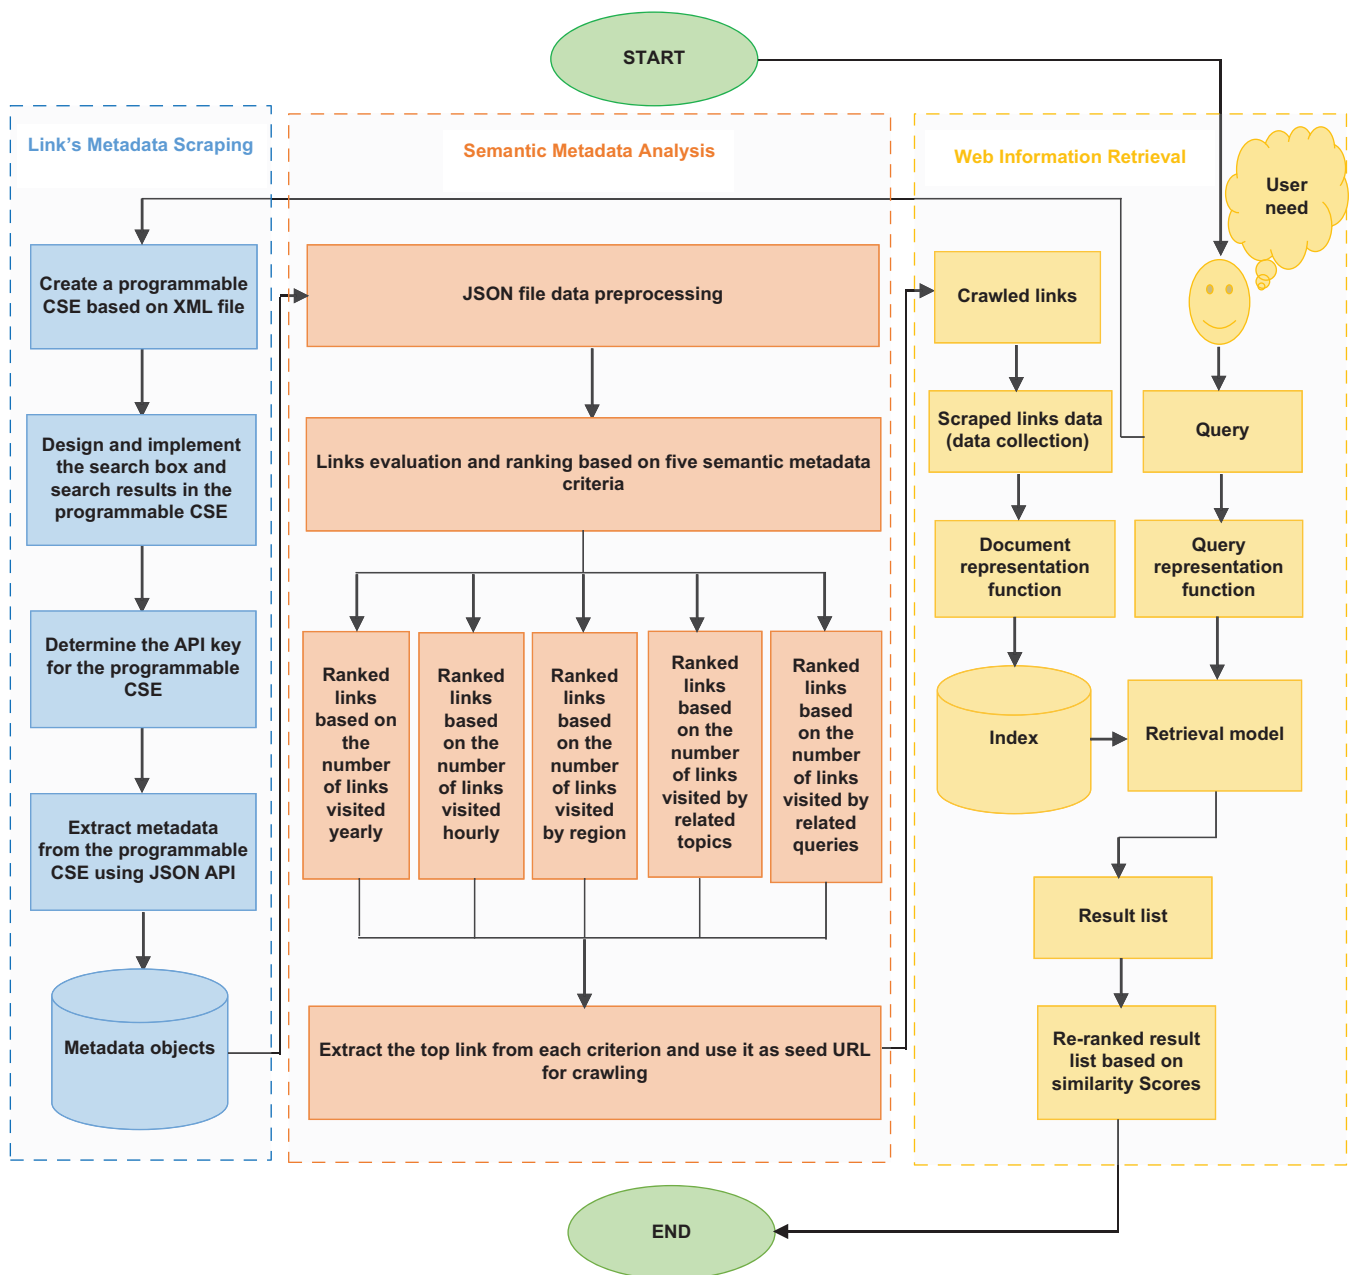 START
Link's Metadata Scraping
Create a programmable
CSE based on XML file
Design and implement
the search box and
search results in the
programmable CSE
Determine the API key
for the programmable
CSE
Extract metadata
from the programmable
CSE using JSON API
Metadata objects
Semantic Metadata Analysis
JSON file data preprocessing
Links evaluation and ranking based on five semantic metadata
criteria
Ranked
links
based on
the
number
of links
visited
yearly
Ranked
links
based
on the
number
of links
visited
hourly
Ranked
links
based
on the
number
of links
visited
by region
Ranked
links
based
on the
number
of links
visited by
related
topics
Ranked
links
based
on the
number
of links
visited by
related
queries
Extract the top link from each criterion and use it as seed URL
for crawling
Web Information Retrieval
User
need
Crawled links
Scraped links data
(data collection)
Query
Document
representation
function
Query
representation
function
Index
Retrieval model
Result list
Re-ranked result
list based on
similarity Scores
END